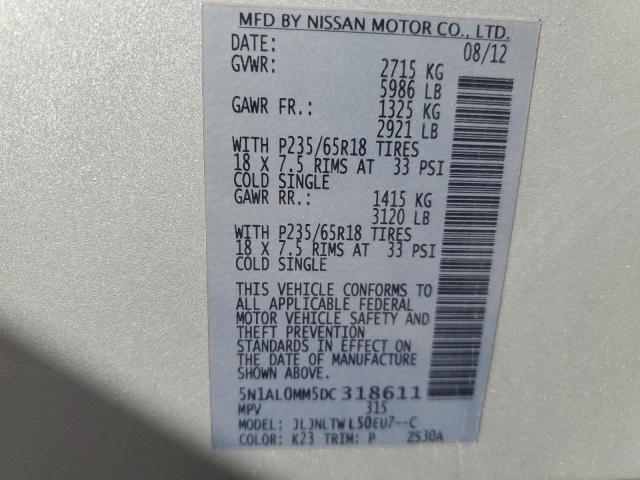 MFD BY NISSAN MOTOR CO., LTD.
DATE: 08/12
GVWR: 2715 KG
5986 LB
GAWR FR.: 1325 KG
2921 LB
WITH P235/65R18 TIRES
18 X 7.5 RIMS AT 33 PSI
COLD SINGLE
GAWR RR.: 1415 KG
3120 LB
WITH P235/65R18 TIRES
18 X 7.5 RIMS AT 33 PSI
COLD SINGLE
THIS VEHICLE CONFORMS TO
ALL APPLICABLE FEDERAL
MOTOR VEHICLE SAFETY AND
THEFT PREVENTION
STANDARDS IN EFFECT ON
THE DATE OF MANUFACTURE
SHOWN ABOVE.
5N1AL0MM5DC318611
MPV 315
MODEL: JLJNLTWL50EU7--C
COLOR: K23 TRIM: P ZS30A